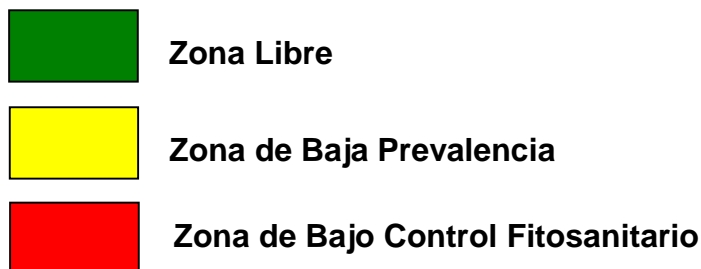 Zona Libre
Zona de Baja Prevalencia
Zona de Bajo Control Fitosanitario